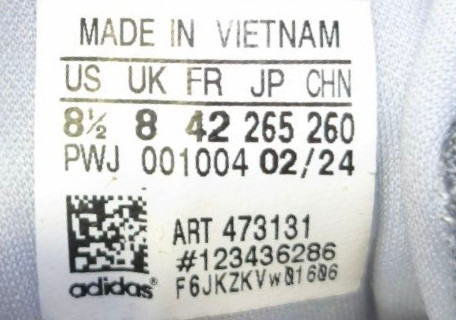 MADE IN VIETNAM
US UK FR JP CHN
8½ 8 42 265 260
PWJ 001004 02/24
ART 473131
#123436286
F6JKZKVw01606
adidas®